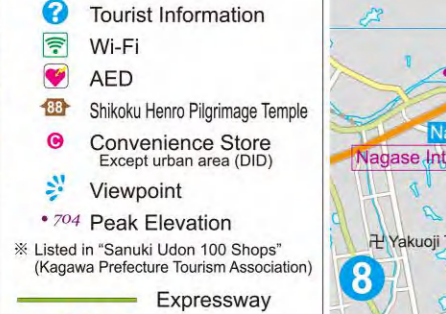 ? Tourist Information
Wi-Fi
AED
88 Shikoku Henro Pilgrimage Temple
C Convenience Store
Except urban area (DID)
Viewpoint
• 704 Peak Elevation
※ Listed in “Sanuki Udon 100 Shops”
(Kagawa Prefecture Tourism Association)
Expressway
Nagase
卍 Yakuoji
8